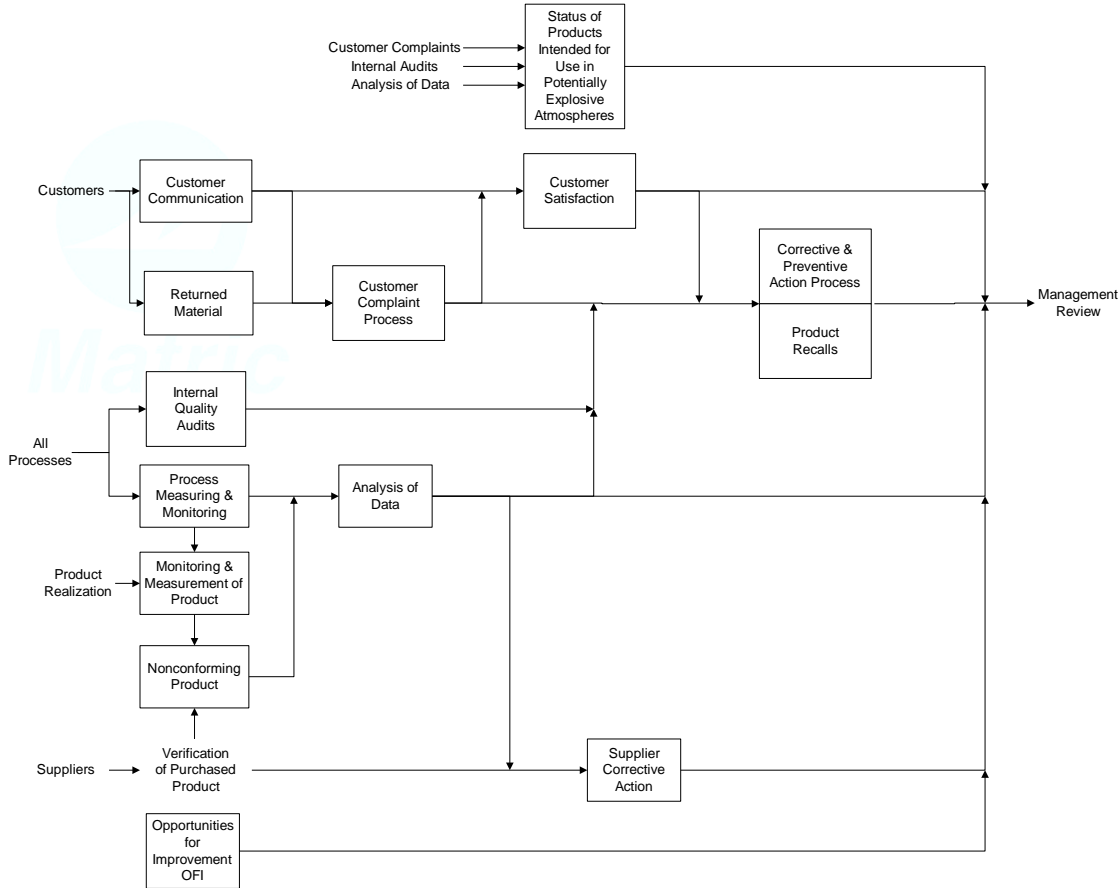 Status of
Products
Intended for
Use in
Potentially
Explosive
Atmospheres
Customer Complaints
Internal Audits
Analysis of Data
Customers
Customer
Communication
Customer
Satisfaction
Returned
Material
Customer
Complaint
Process
Corrective &
Preventive
Action Process
Product
Recalls
Management
Review
Matric
Internal
Quality
Audits
All
Processes
Process
Measuring &
Monitoring
Analysis of
Data
Product
Realization
Monitoring &
Measurement of
Product
Nonconforming
Product
Suppliers
Verification
of Purchased
Product
Supplier
Corrective
Action
Opportunities
for
Improvement
OFI